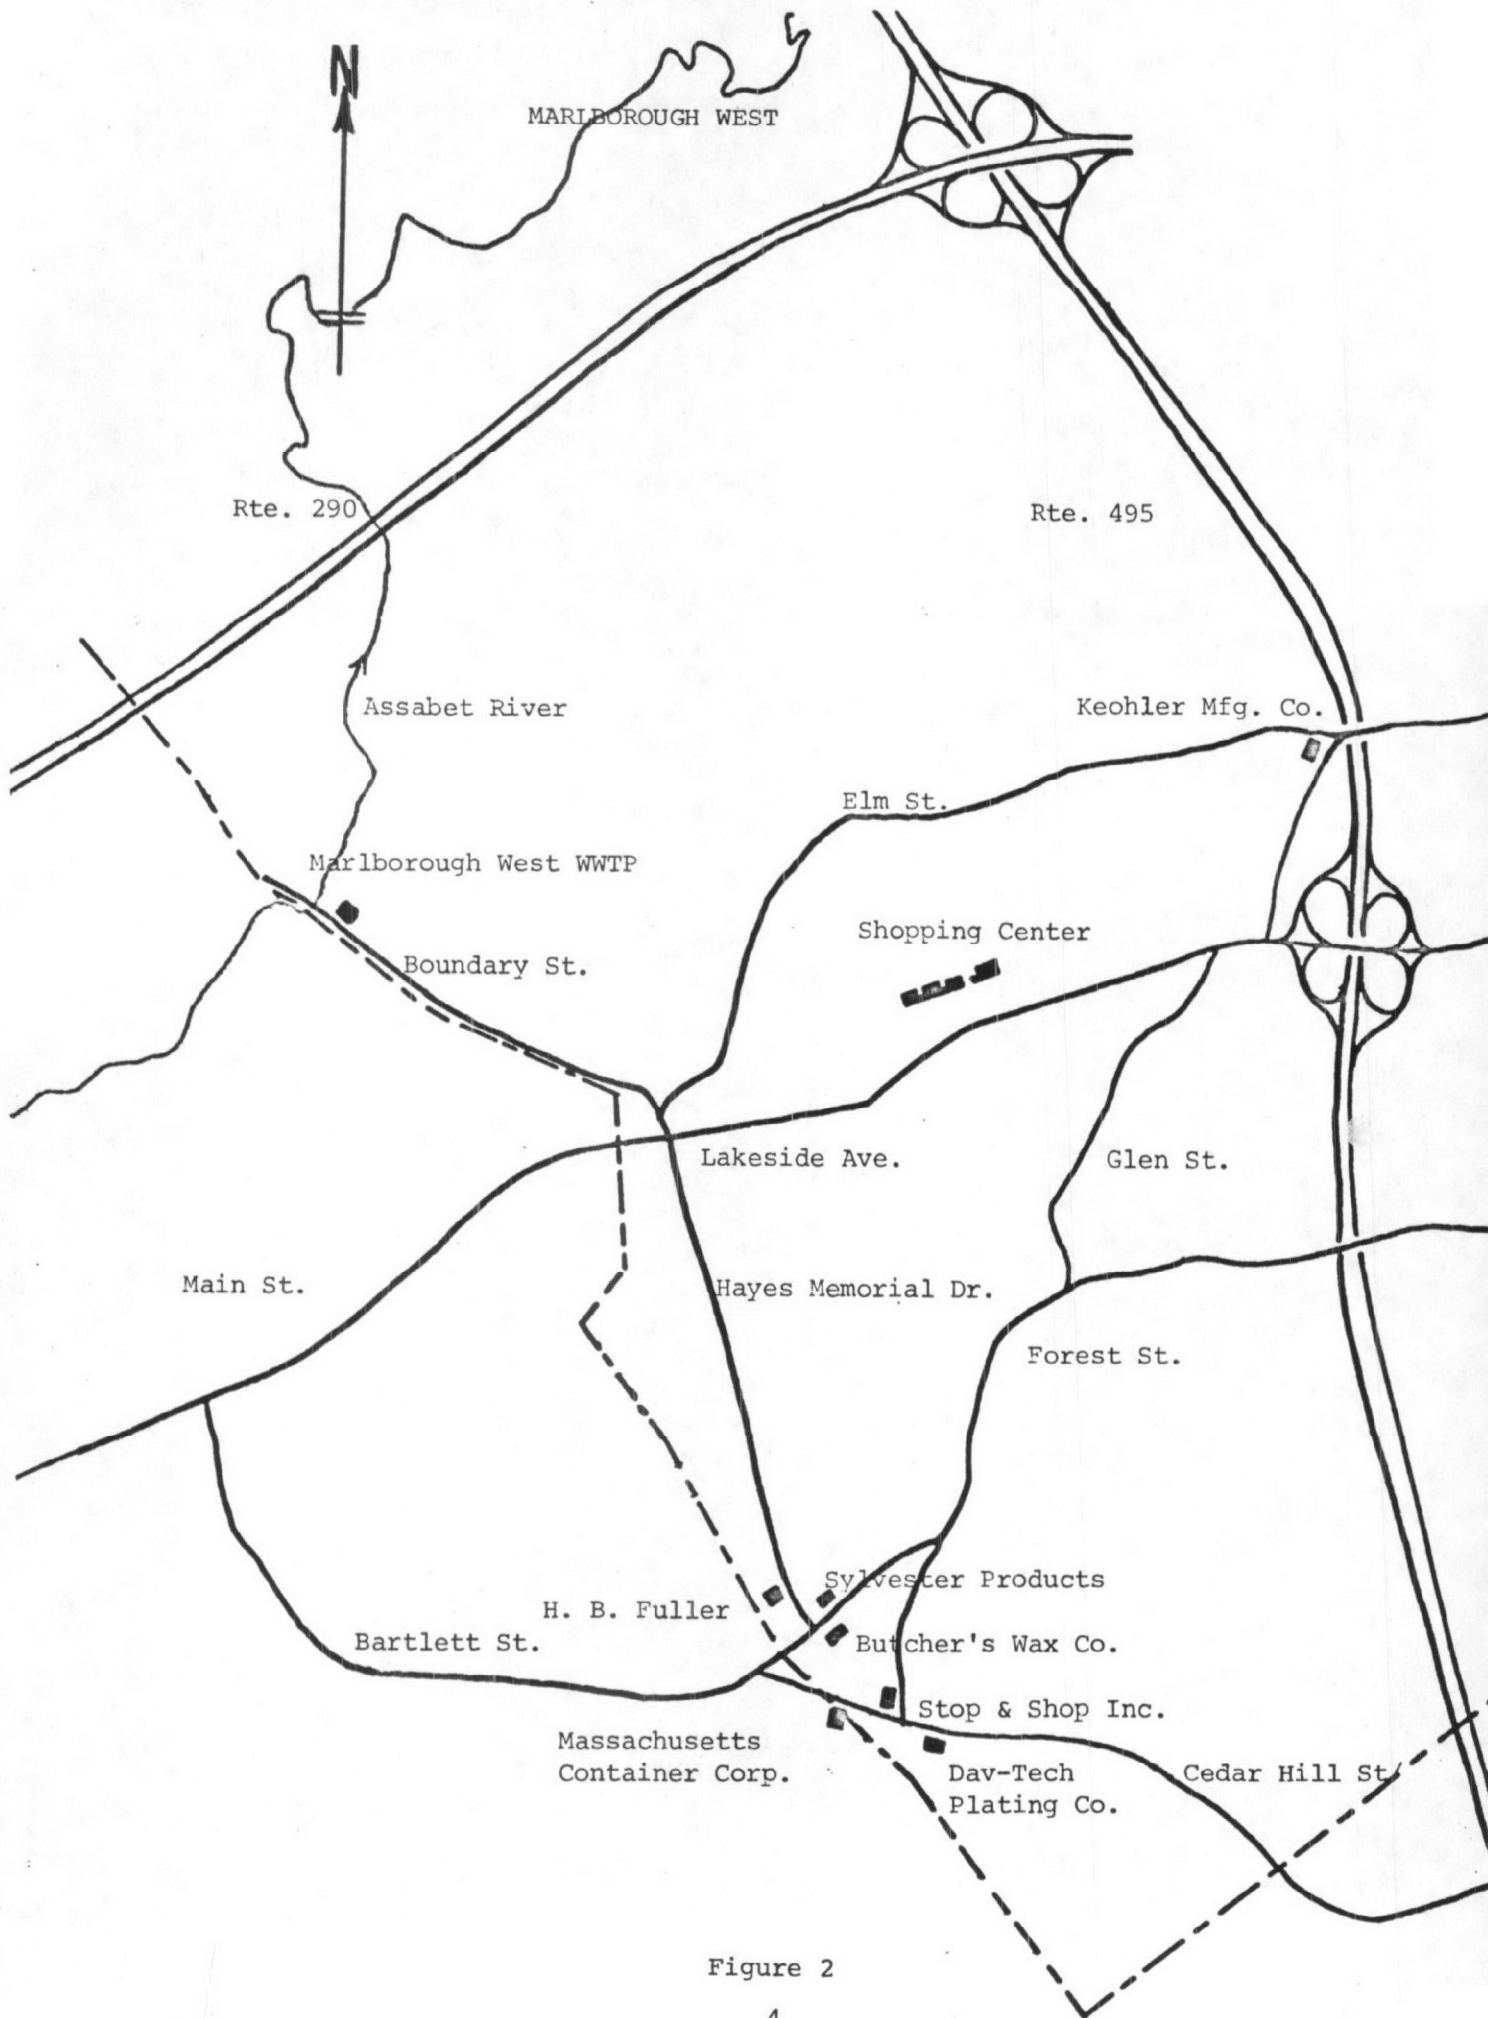 N
MARLBOROUGH WEST
Rte. 290
Rte. 495
Assabet River
Keohler Mfg. Co.
Elm St.
Marlborough West WWTP
Shopping Center
Boundary St.
Lakeside Ave.
Glen St.
Main St.
Hayes Memorial Dr.
Forest St.
Sylvester Products
H. B. Fuller
Bartlett St.
Butcher's Wax Co.
Stop & Shop Inc.
Massachusetts
Container Corp.
Dav-Tech
Plating Co.
Cedar Hill St
Figure 2
4